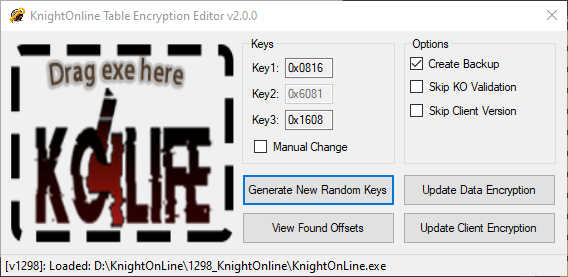 KnightOnline Table Encryption Editor v2.0.0
Drag exe here
KOLIFE
Keys
Key1: 0x0816
Key2: 0x6081
Key3: 0x1608
Manual Change
Options
Create Backup
Skip KO Validation
Skip Client Version
Generate New Random Keys
Update Data Encryption
View Found Offsets
Update Client Encryption
[v1298]: Loaded: D:\KnightOnLine\1298_KnightOnline\KnightOnLine.exe